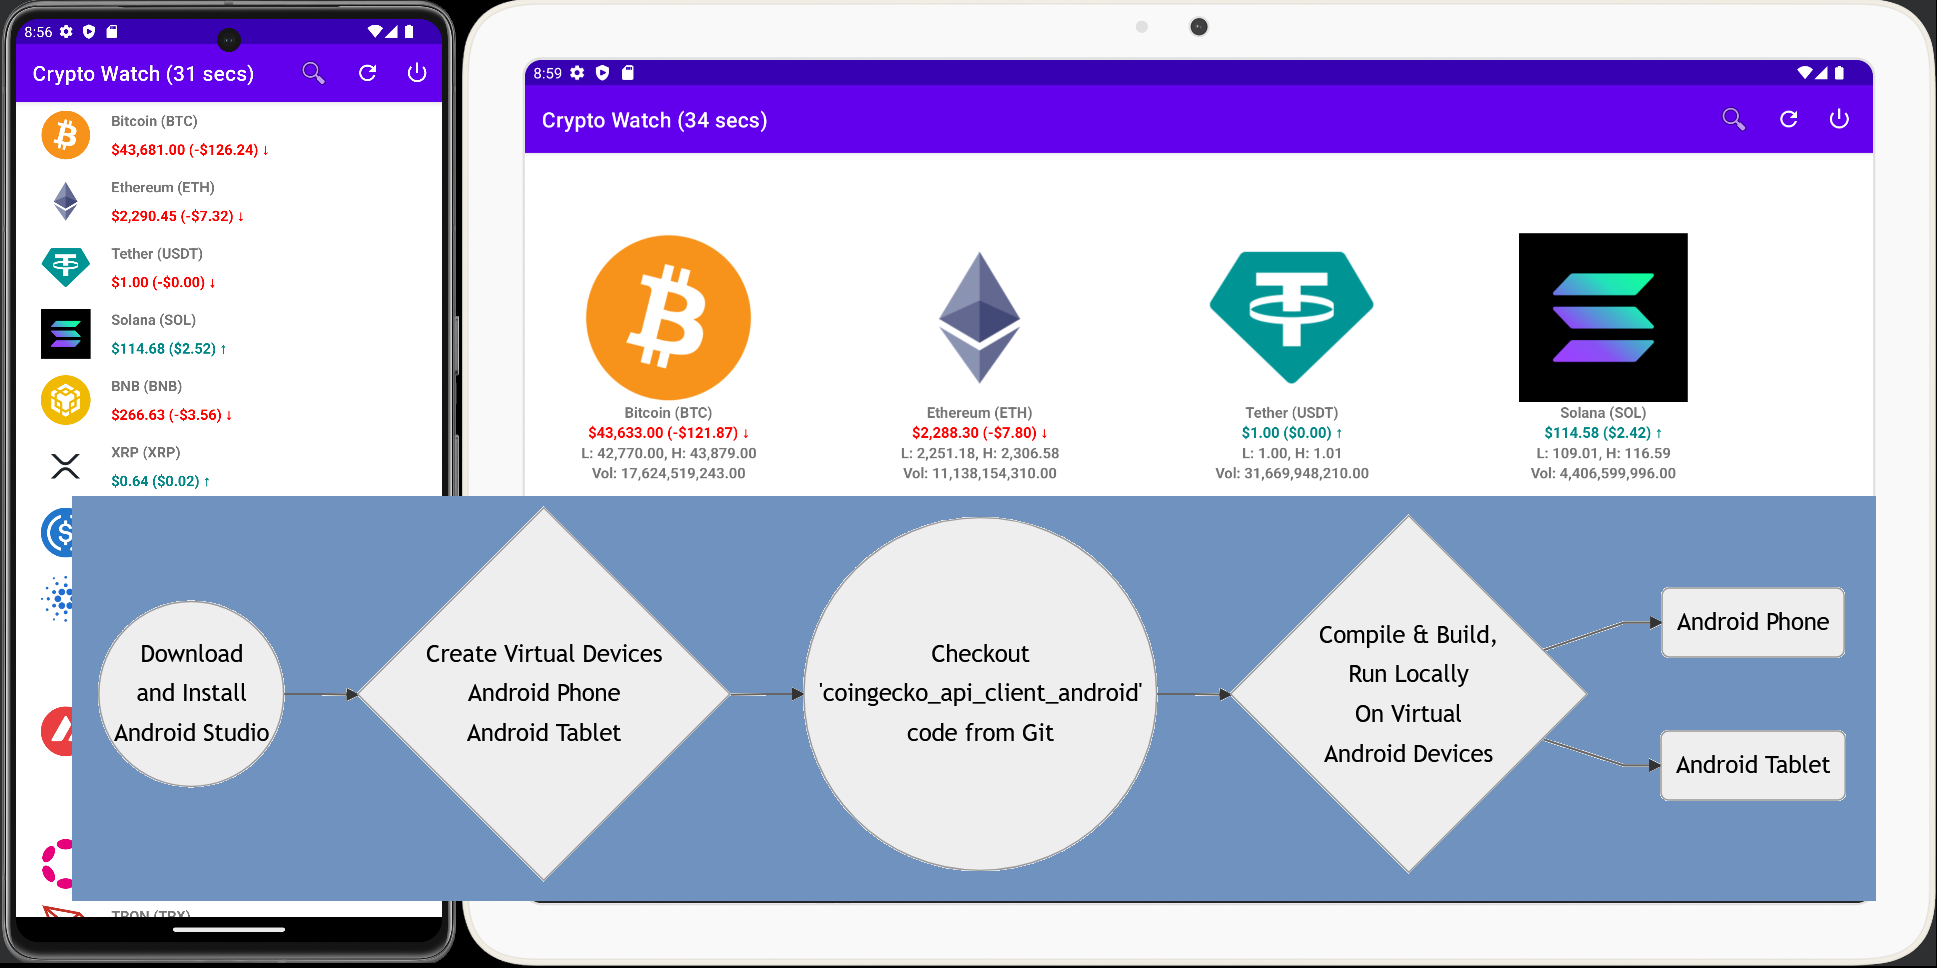 8:56
Crypto Watch (31 secs)
Bitcoin (BTC)
$43,681.00 (-$126.24) ↓
Ethereum (ETH)
$2,290.45 (-$7.32) ↓
Tether (USDT)
$1.00 (-$0.00) ↓
Solana (SOL)
$114.68 ($2.52) ↑
BNB (BNB)
$266.63 (-$3.56) ↓
XRP (XRP)
$0.64 ($0.02) ↑
TRON (TRX)
8:59
Crypto Watch (34 secs)
Bitcoin (BTC)
$43,633.00 (-$121.87) ↓
L: 42,770.00, H: 43,879.00
Vol: 17,624,519,243.00
Ethereum (ETH)
$2,288.30 (-$7.80) ↓
L: 2,251.18, H: 2,306.58
Vol: 11,138,154,310.00
Tether (USDT)
$1.00 ($0.00) ↑
L: 1.00, H: 1.01
Vol: 31,669,948,210.00
Solana (SOL)
$114.58 ($2.42) ↑
L: 109.01, H: 116.59
Vol: 4,406,599,996.00
Download
and Install
Android Studio
Create Virtual Devices
Android Phone
Android Tablet
Checkout
'coingecko_api_client_android'
code from Git
Compile & Build,
Run Locally
On Virtual
Android Devices
Android Phone
Android Tablet